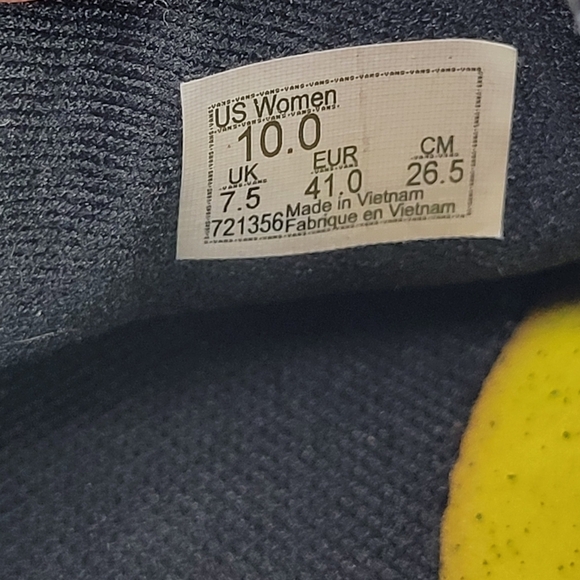 US Women
10.0
UK EUR CM
7.5 41.0 26.5
721356 Made in Vietnam
Fabrique en Vietnam